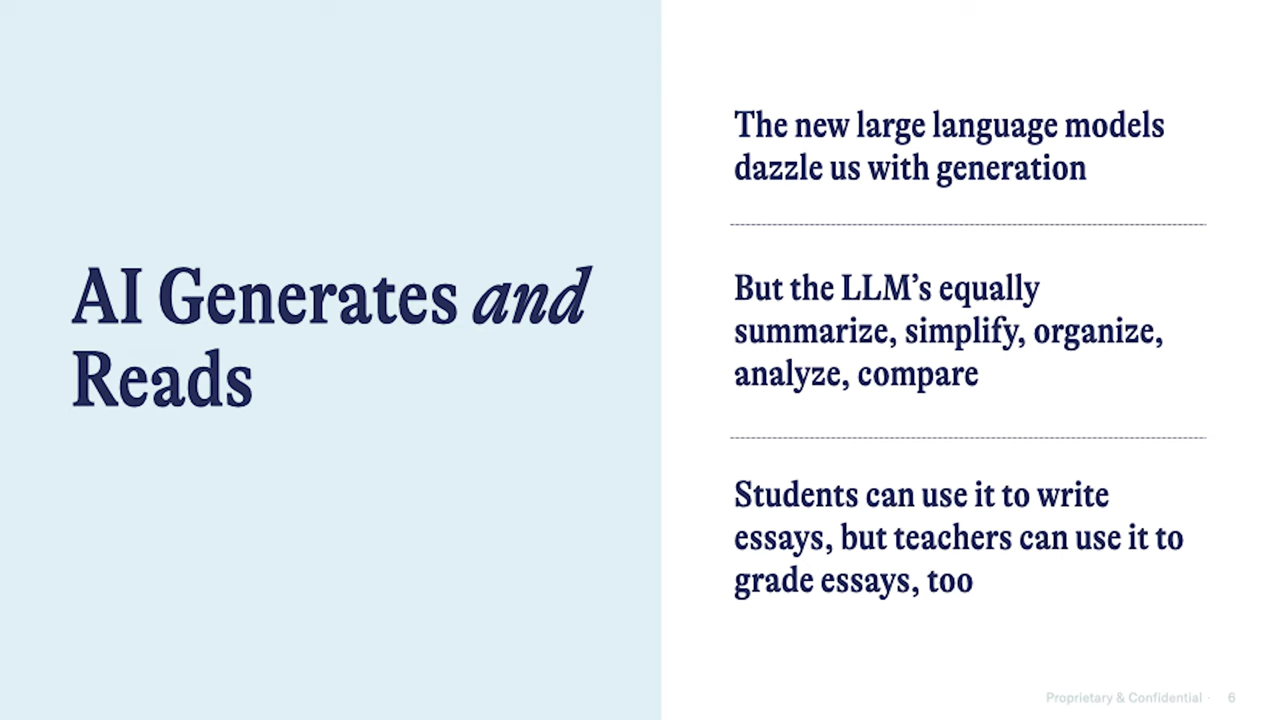 AI Generates and
Reads
The new large language models
dazzle us with generation
But the LLM’s equally
summarize, simplify, organize,
analyze, compare
Students can use it to write
essays, but teachers can use it to
grade essays, too
Proprietary & Confidential · 6